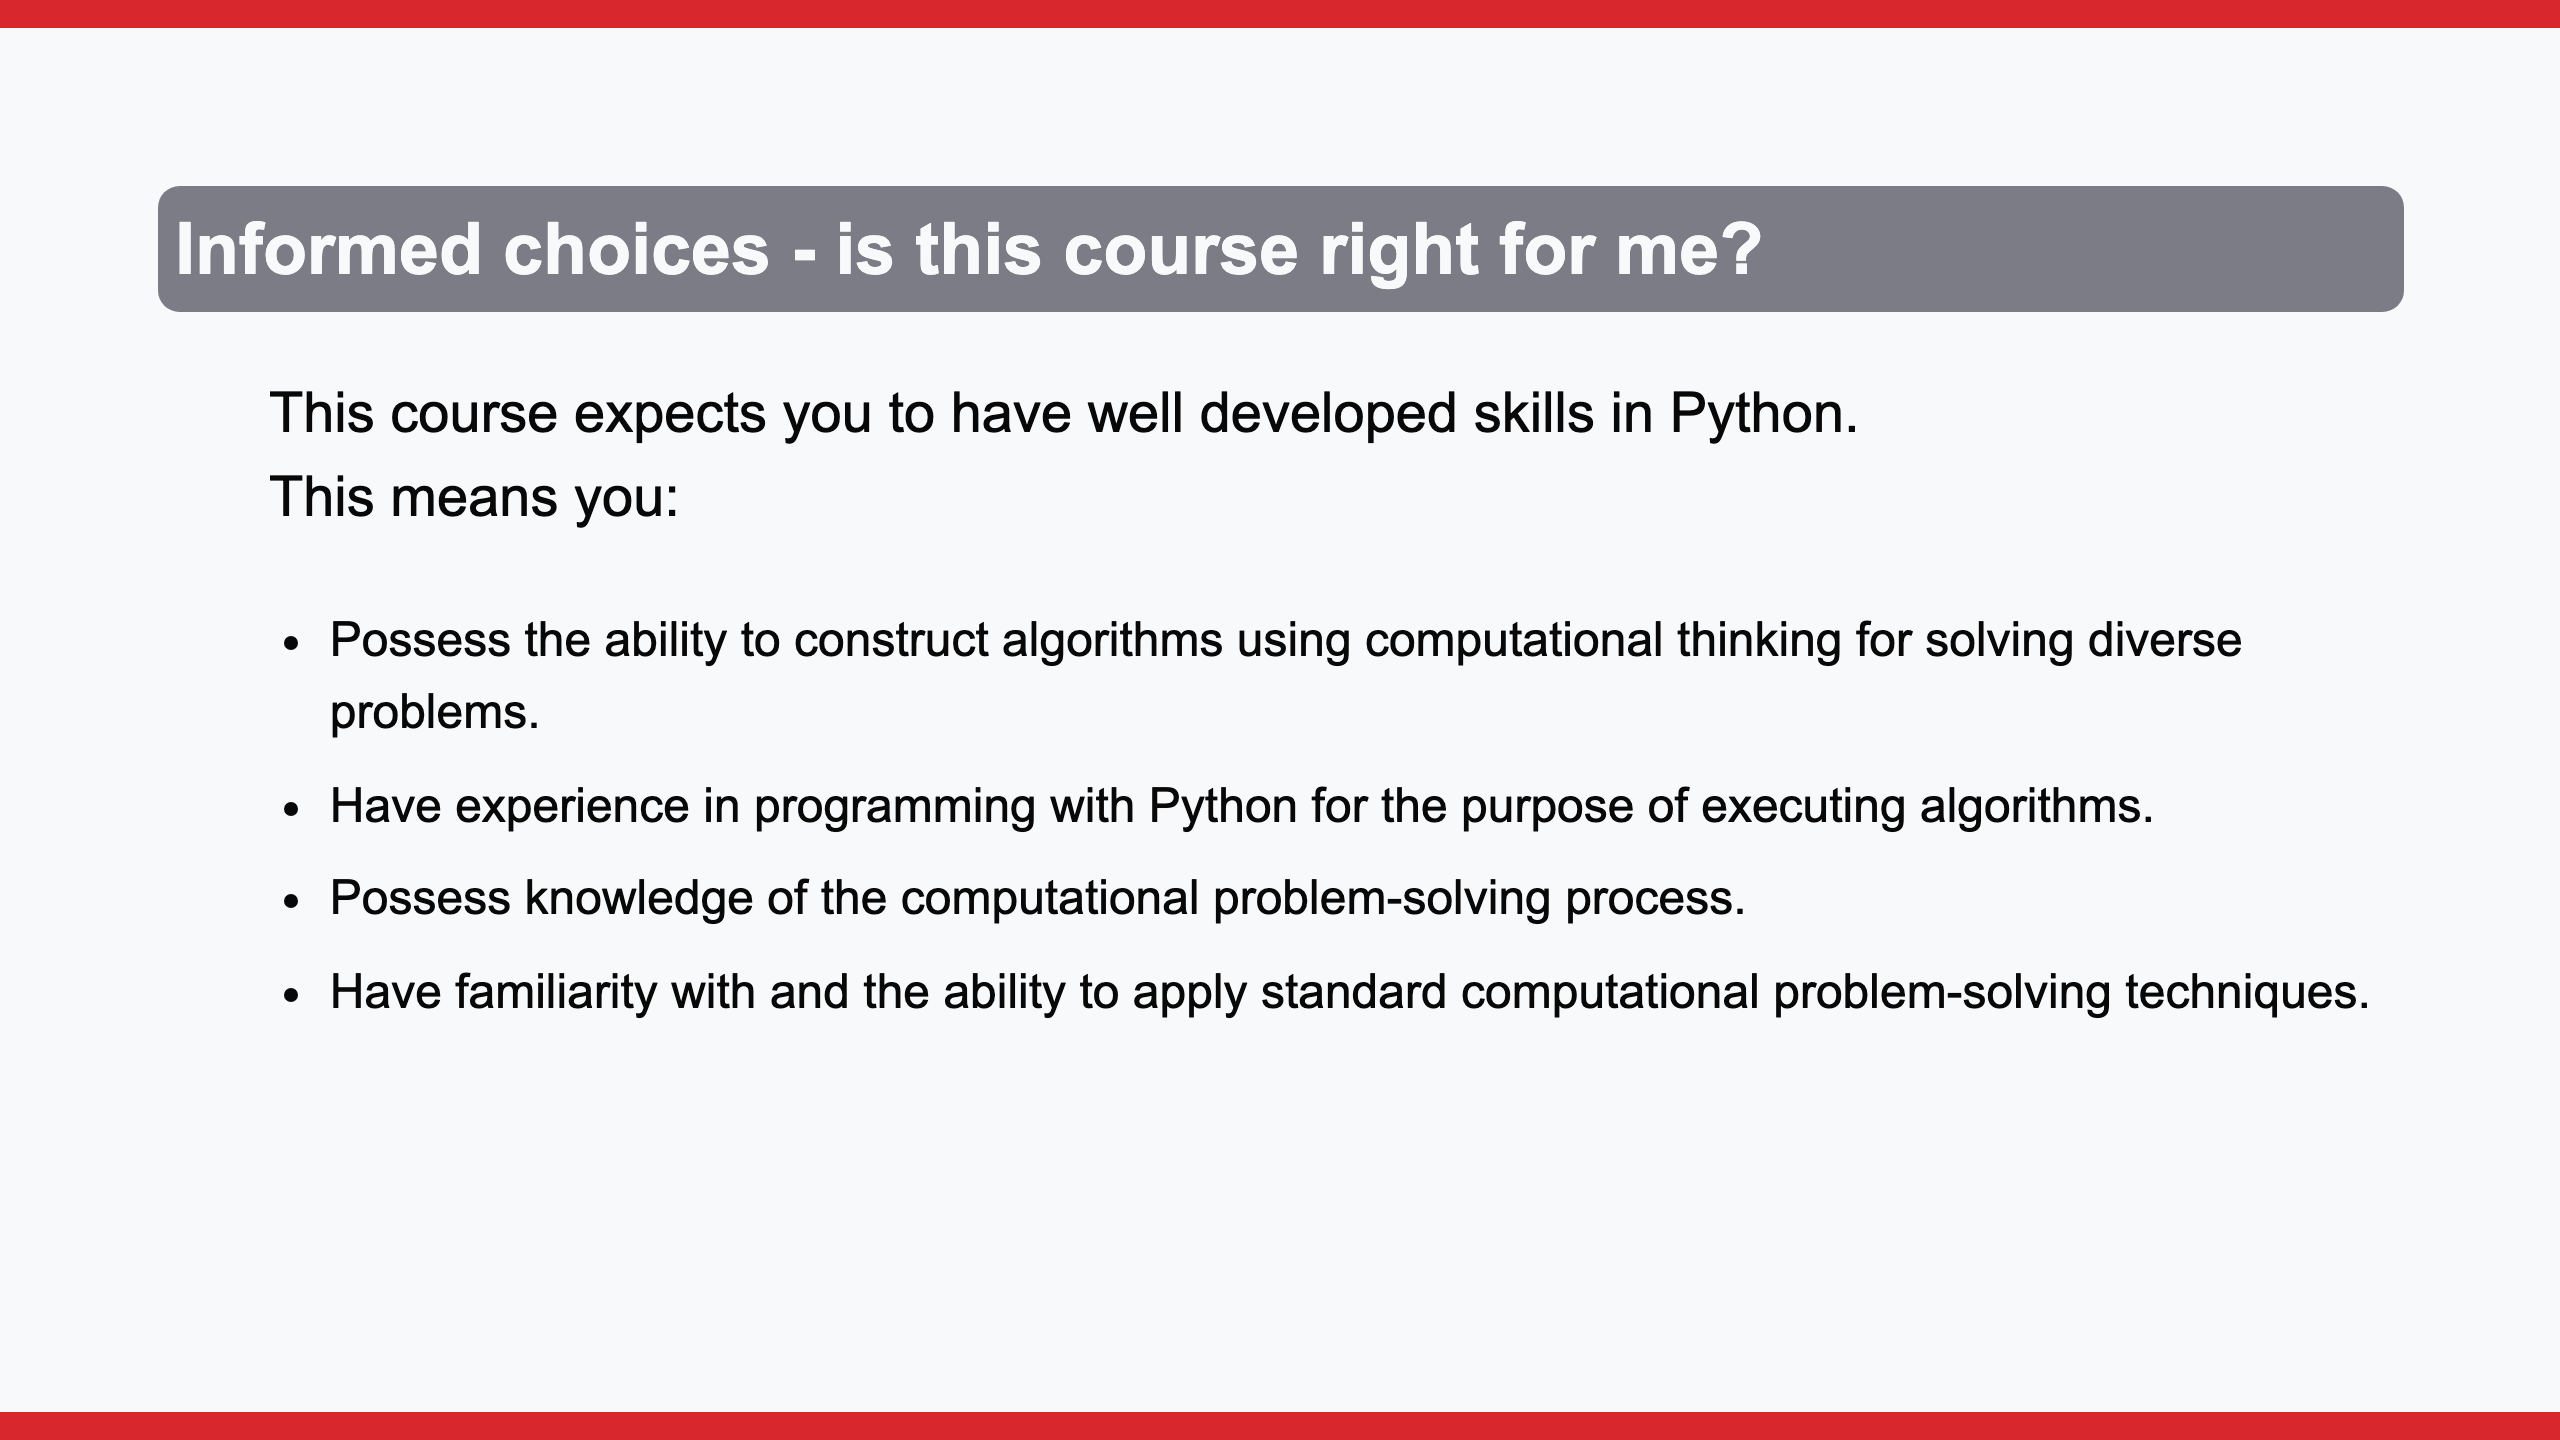 Informed choices - is this course right for me?
This course expects you to have well developed skills in Python.
This means you:
• Possess the ability to construct algorithms using computational thinking for solving diverse
problems.
• Have experience in programming with Python for the purpose of executing algorithms.
• Possess knowledge of the computational problem-solving process.
• Have familiarity with and the ability to apply standard computational problem-solving techniques.